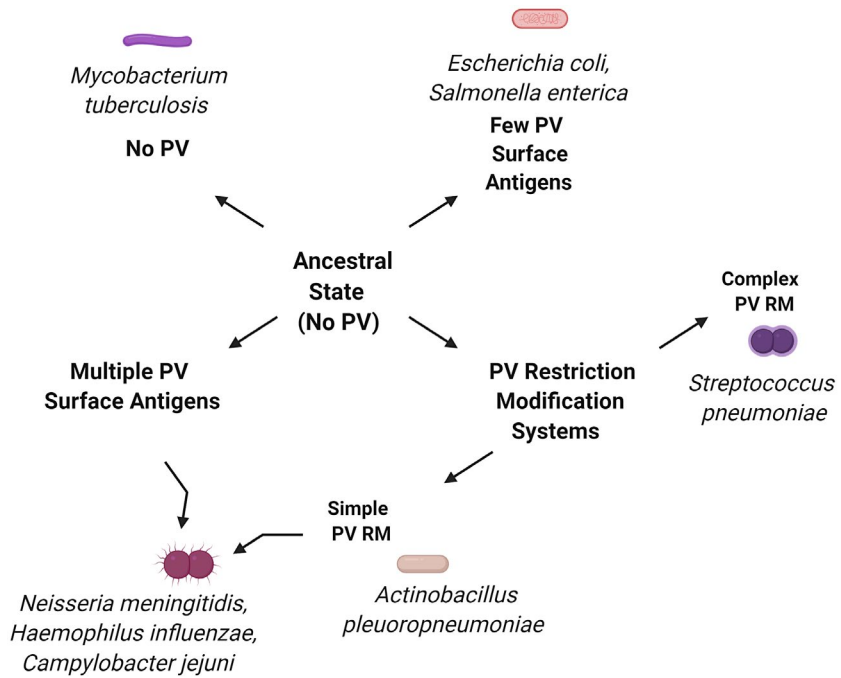 Mycobacterium
tuberculosis
No PV
Escherichia coli,
Salmonella enterica
Few PV
Surface
Antigens
Ancestral
State
(No PV)
Complex
PV RM
Streptococcus
pneumoniae
Multiple PV
Surface Antigens
PV Restriction
Modification
Systems
Simple
PV RM
Actinobacillus
pleuoropneumoniae
Neisseria meningitidis,
Haemophilus influenzae,
Campylobacter jejuni